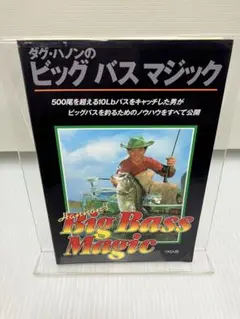 ダグ・ハノンの
ビッグ バス マジック
500尾を超える10Lbバスをキャッチした男が
ビッグバスを釣るためのノウハウをすべて公開
Big Bass
Magic